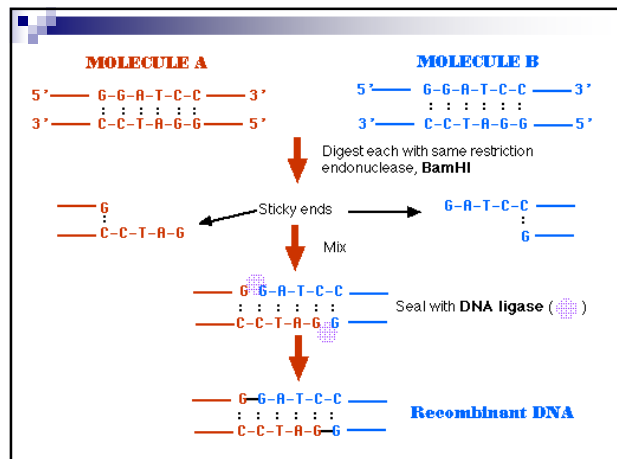 MOLECULE A
MOLECULE B
5’ G-G-A-T-C-C 3’
3’ C-C-T-A-G-G 5’
5’ G-G-A-T-C-C 3’
3’ C-C-T-A-G-G 5’
Digest each with same restriction
endonuclease, BamHI
G
C-C-T-A-G
Sticky ends
G-A-T-C-C
G
Mix
G G-A-T-C-C
C-C-T-A-G G
Seal with DNA ligase ( )
G-G-A-T-C-C
C-C-T-A-G-G
Recombinant DNA